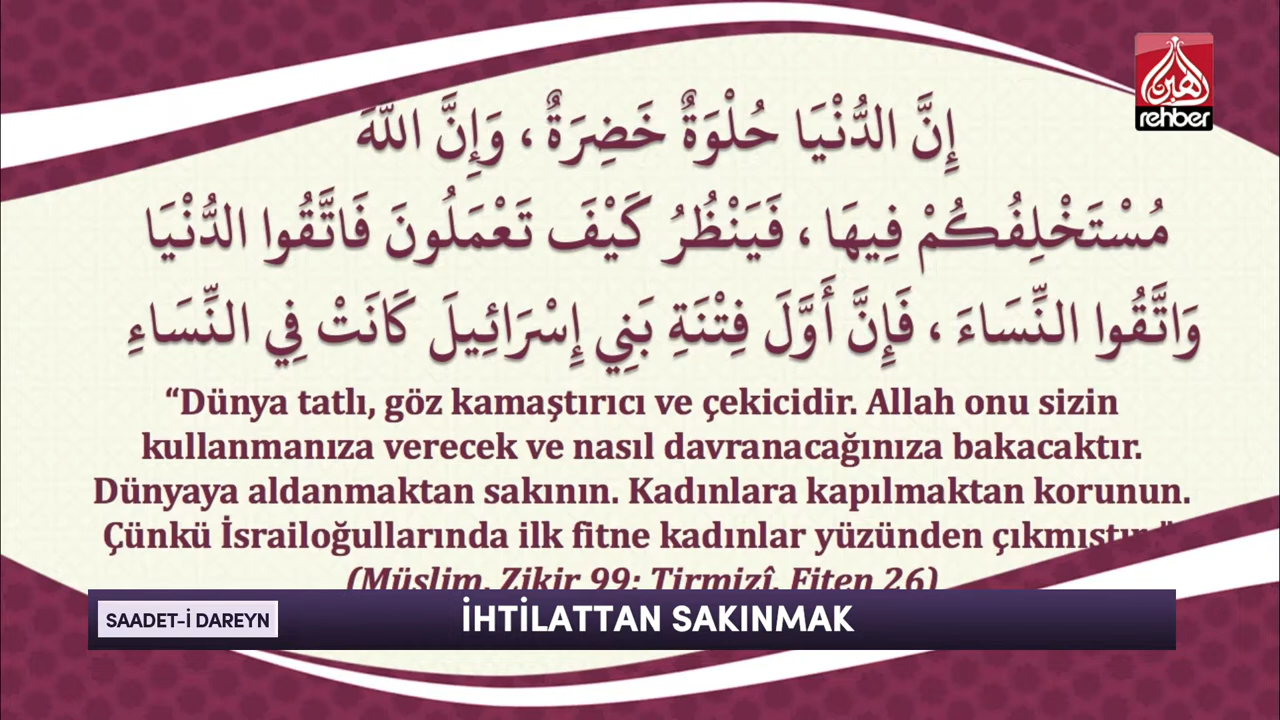 رهبر
rehber
إِنَّ الدُّنْيَا حُلْوَةٌ خَضِرَةٌ ، وَإِنَّ اللَّهَ
مُسْتَخْلِفُكُمْ فِيهَا ، فَيَنْظُرُ كَيْفَ تَعْمَلُونَ فَاتَّقُوا الدُّنْيَا
وَاتَّقُوا النِّسَاءَ ، فَإِنَّ أَوَّلَ فِتْنَةِ بَنِي إِسْرَائِيلَ كَانَتْ فِي النِّسَاءِ
“Dünya tatlı, göz kamaştırıcı ve çekicidir. Allah onu sizin
kullanmanıza verecek ve nasıl davranacağınıza bakacaktır.
Dünyaya aldanmaktan sakının. Kadınlara kapılmaktan korunun.
Çünkü İsrailoğullarında ilk fitne kadınlar yüzünden çıkmıştır.”
(Müslim, Zikir 99; Tirmizî, Fiten 26)
SAADET-İ DAREYN
İHTİLATTAN SAKINMAK